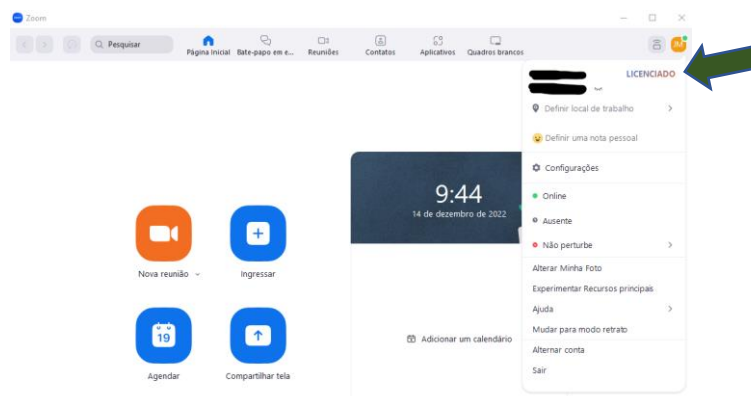 Zoom
Pesquisar
Página Inicial
Bate-papo em e...
Reuniões
Contatos
Aplicativos
Quadros brancos
JM
LICENCIADO
Definir local de trabalho
Definir uma nota pessoal
Configurações
Online
Ausente
Não perturbe
Alterar Minha Foto
Experimentar Recursos principais
Ajuda
Mudar para modo retrato
Alternar conta
Sair
9:44
14 de dezembro de 2022
Nova reunião
Ingressar
19
Agendar
Compartilhar tela
Adicionar um calendário